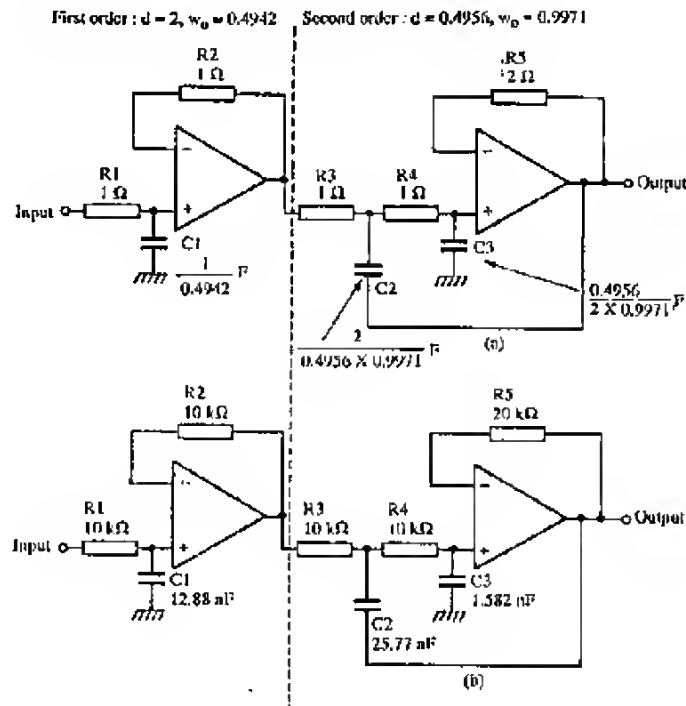 First order : d = 2, w₀ = 0.4942
Second order : d = 0.4956, w₀ = 0.9971
R2
1 Ω
R5
2 Ω
R1
1 Ω
R3
1 Ω
R4
1 Ω
Input
−
+
−
+
Output
C1
1
0.4942 F
C2
C3
0.4956
2 X 0.9971 F
2
0.4956 X 0.9971 F
(a)
R2
10 kΩ
R5
20 kΩ
R1
10 kΩ
R3
10 kΩ
R4
10 kΩ
Input
−
+
−
+
Output
C1
12.88 nF
C3
1.582 nF
C2
25.77 nF
(b)